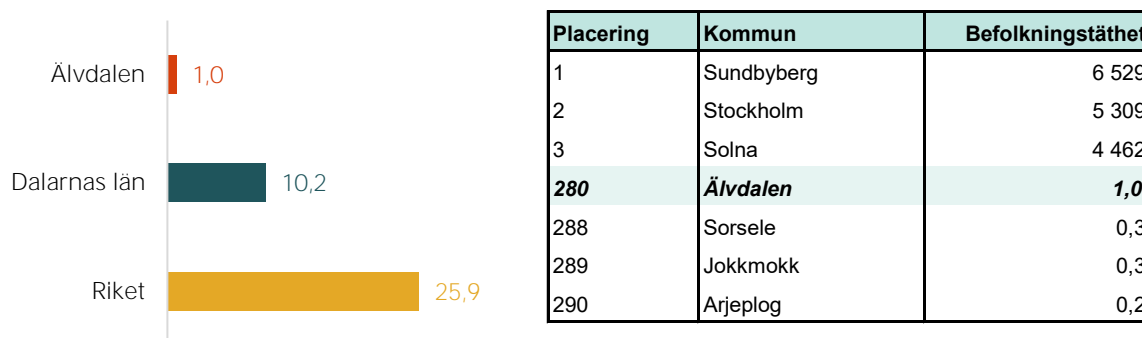 Älvdalen 1,0
Dalarnas län 10,2
Riket 25,9
Placering Kommun Befolkningstäthet
1 Sundbyberg 6 529
2 Stockholm 5 309
3 Solna 4 462
280 Älvdalen 1,0
288 Sorsele 0,3
289 Jokkmokk 0,3
290 Arjeplog 0,2